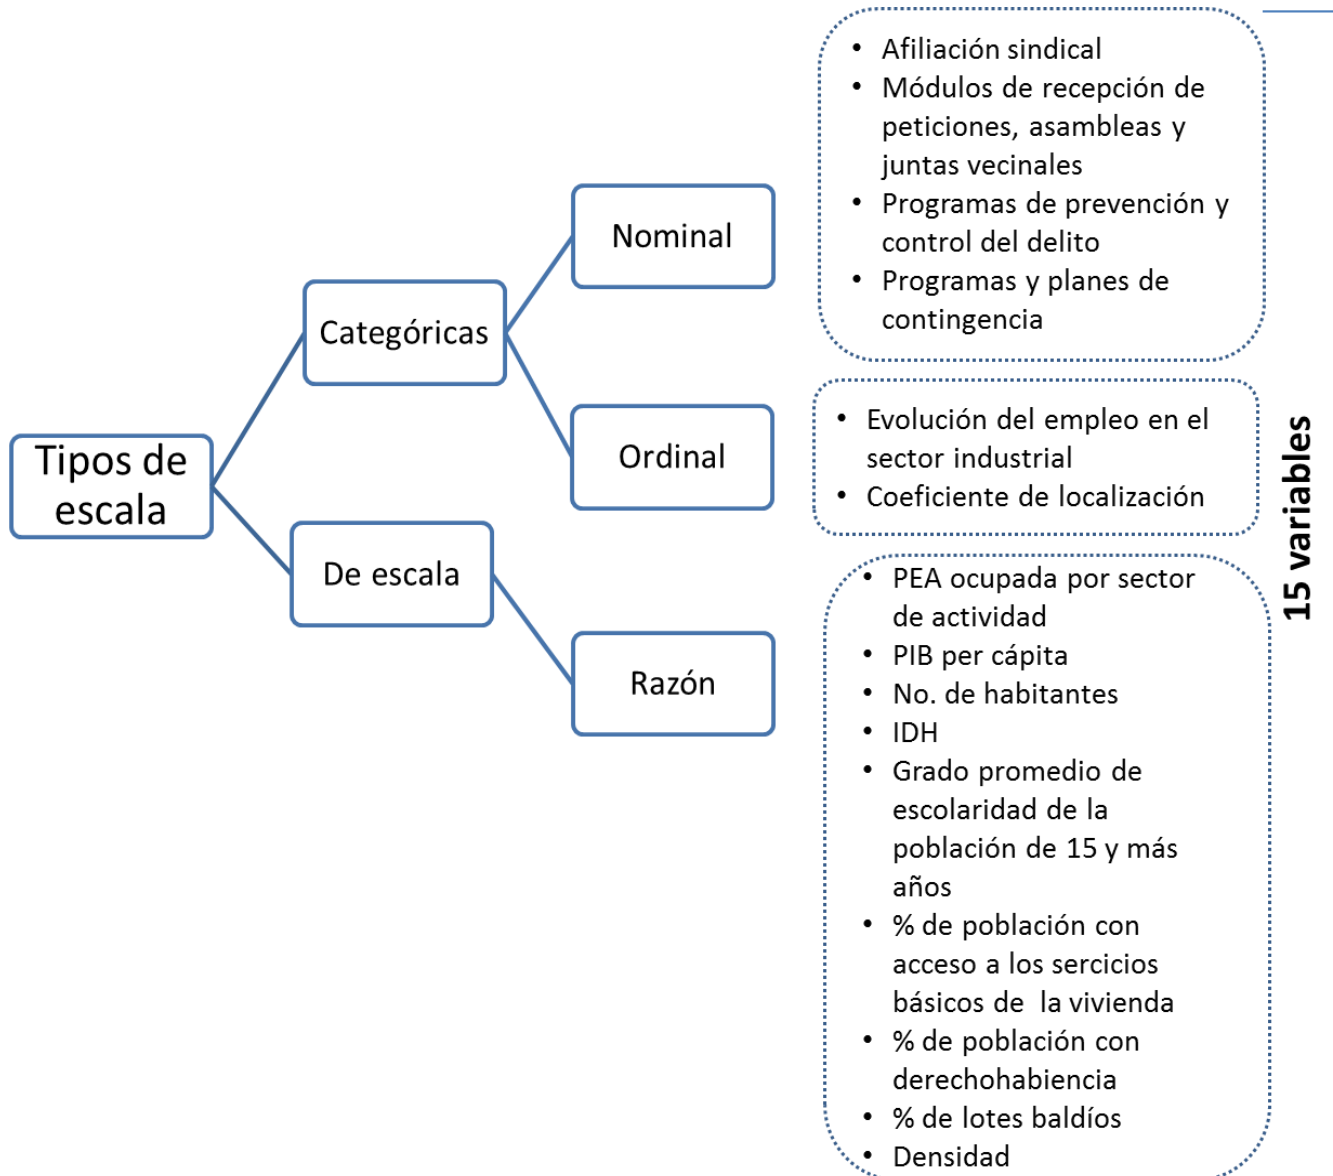 Tipos de
escala
Categóricas
De escala
Nominal
Ordinal
Razón
• Afiliación sindical
• Módulos de recepción de
peticiones, asambleas y
juntas vecinales
• Programas de prevención y
control del delito
• Programas y planes de
contingencia
• Evolución del empleo en el
sector industrial
• Coeficiente de localización
• PEA ocupada por sector
de actividad
• PIB per cápita
• No. de habitantes
• IDH
• Grado promedio de
escolaridad de la
población de 15 y más
años
• % de población con
acceso a los sercicios
básicos de  la vivienda
• % de población con
derechohabiencia
• % de lotes baldíos
• Densidad
15 variables